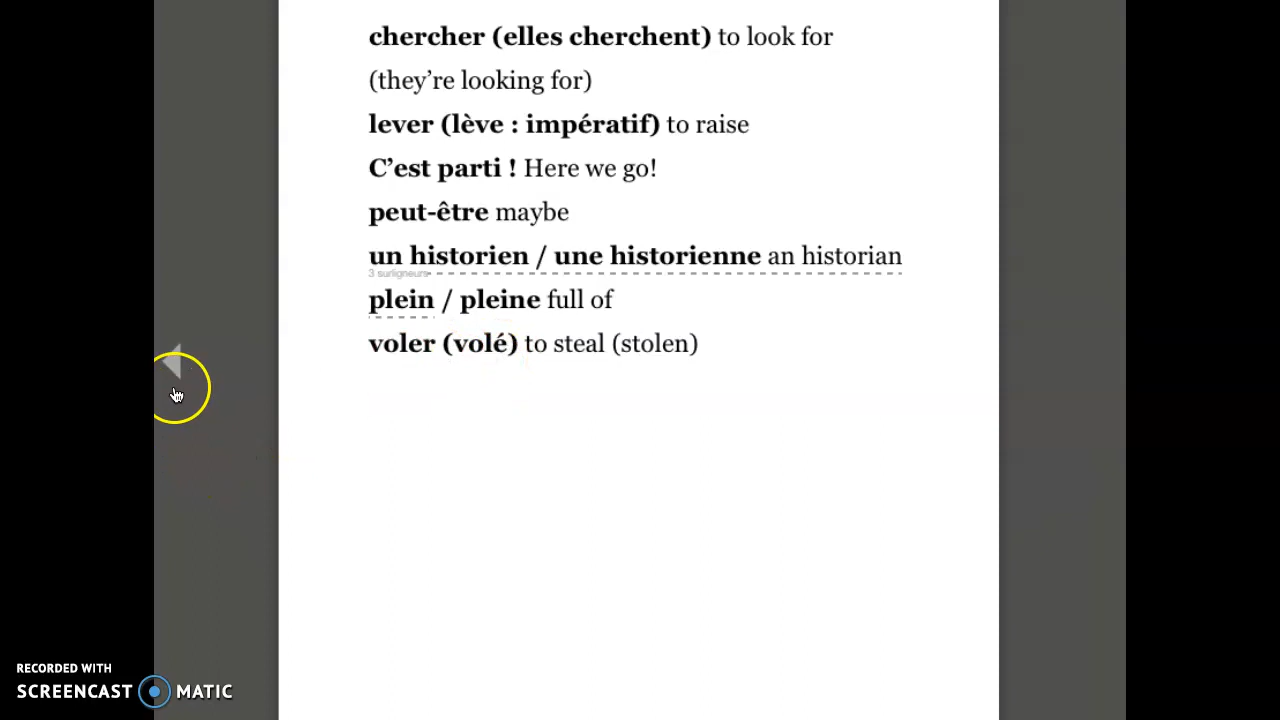 chercher (elles cherchent) to look for
(they’re looking for)
lever (lève : impératif) to raise
C’est parti ! Here we go!
peut-être maybe
un historien / une historienne an historian
3 surligneurs
plein / pleine full of
voler (volé) to steal (stolen)
RECORDED WITH
SCREENCAST MATIC